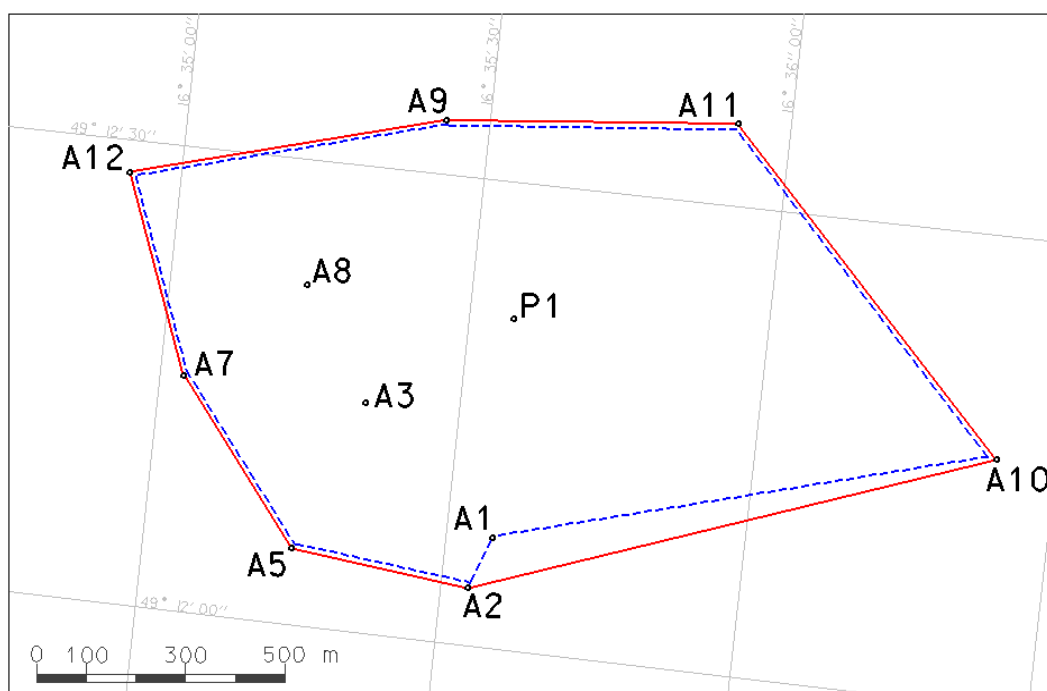 16° 35' 00''
16° 35' 30''
16° 36' 00''
49° 12' 30''
A9
A11
A12
A8
P1
A7
A3
A10
A1
A5
A2
49° 12' 00''
0 100 300 500 m